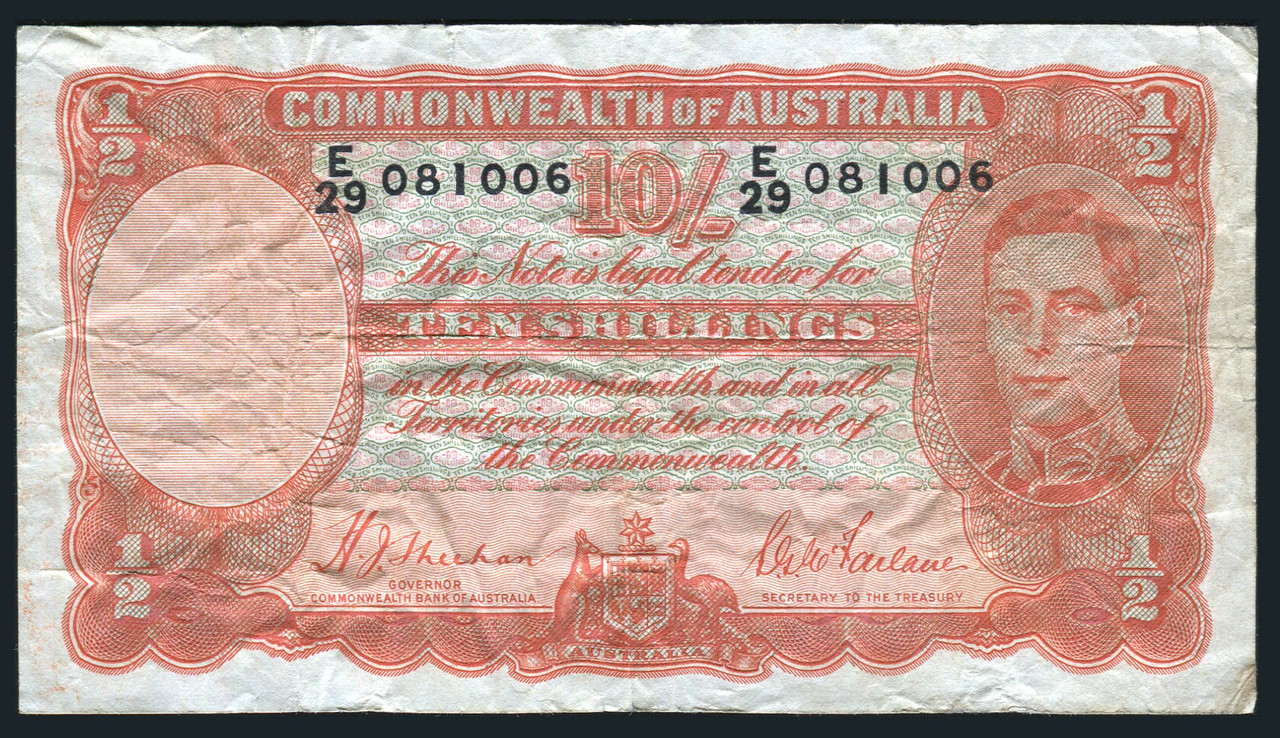 COMMONWEALTH OF AUSTRALIA
1/2
1/2
E/29 081006
10/-
E/29 081006
This Note is legal tender for
TEN SHILLINGS
in the Commonwealth and in all
Territories under the control of
the Commonwealth.
H. J. Sheehan
GOVERNOR
COMMONWEALTH BANK OF AUSTRALIA
S. G. McFarlane
SECRETARY TO THE TREASURY.
1/2
AUSTRALIA
1/2